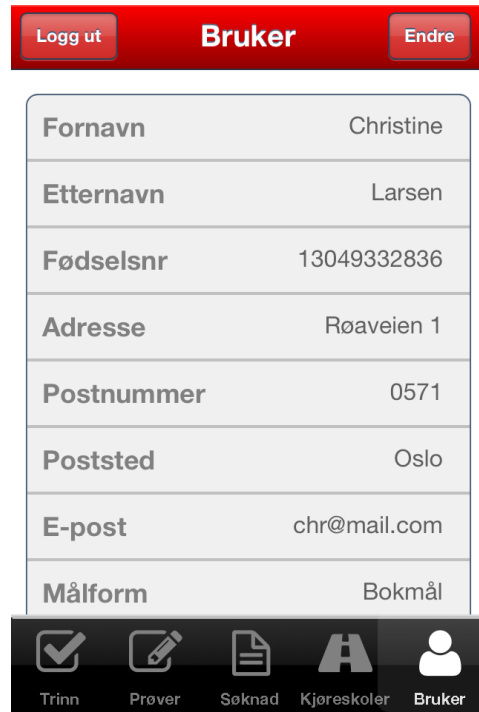 Logg ut Bruker Endre
Fornavn Christine
Etternavn Larsen
Fødselsnr 13049332836
Adresse Røaveien 1
Postnummer 0571
Poststed Oslo
E-post chr@mail.com
Målform Bokmål
Trinn Prøver Søknad Kjøreskoler Bruker